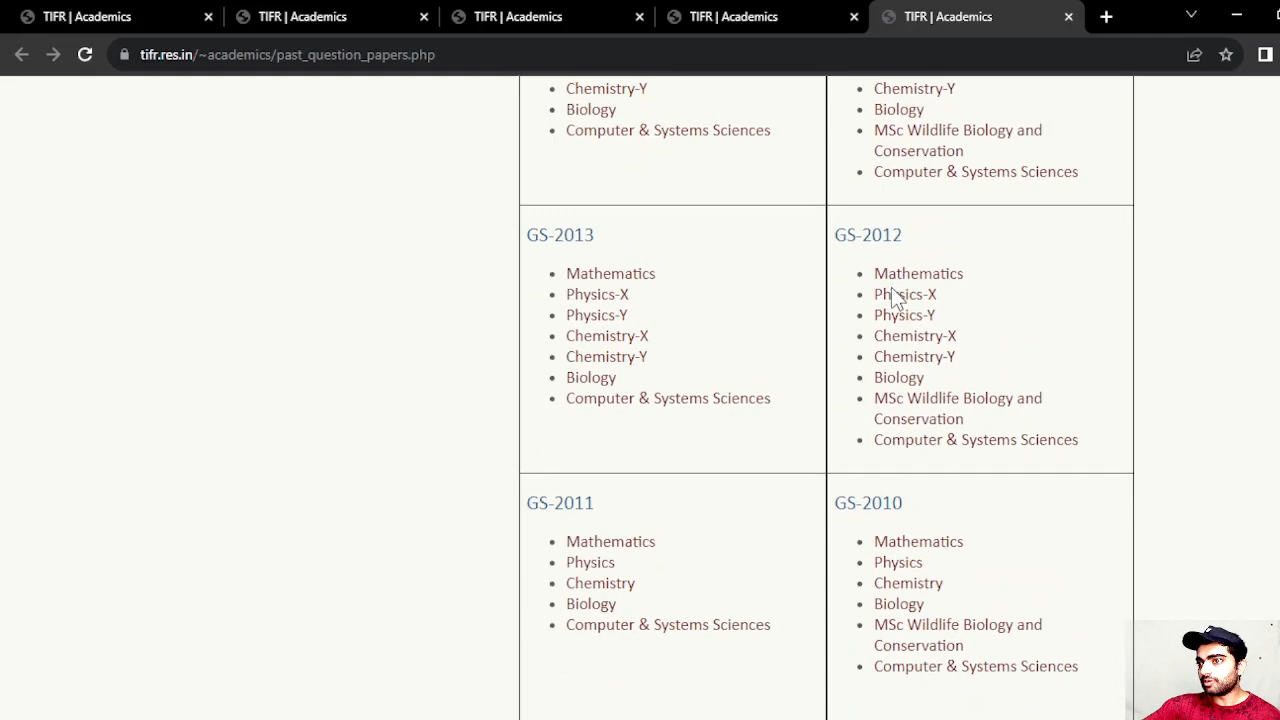 TIFR | Academics
TIFR | Academics
TIFR | Academics
TIFR | Academics
TIFR | Academics
tifr.res.in/~academics/past_question_papers.php
Chemistry-Y
Biology
Computer & Systems Sciences
Chemistry-Y
Biology
MSc Wildlife Biology and
Conservation
Computer & Systems Sciences
GS-2013
Mathematics
Physics-X
Physics-Y
Chemistry-X
Chemistry-Y
Biology
Computer & Systems Sciences
GS-2012
Mathematics
Physics-X
Physics-Y
Chemistry-X
Chemistry-Y
Biology
MSc Wildlife Biology and
Conservation
Computer & Systems Sciences
GS-2011
Mathematics
Physics
Chemistry
Biology
Computer & Systems Sciences
GS-2010
Mathematics
Physics
Chemistry
Biology
MSc Wildlife Biology and
Conservation
Computer & Systems Sciences